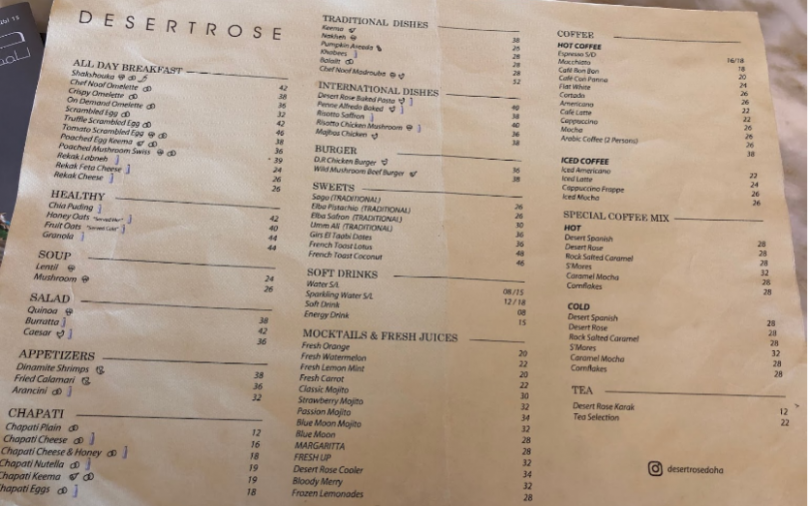 DESERTROSE
ALL DAY BREAKFAST
Shakshouka 42
Chef Noof Omelette 38
Crispy Omelette 36
On Demand Omelette 32
Scrambled Egg 42
Truffle Scrambled Egg 46
Tomato Scrambled Egg 38
Poached Egg Keema 36
Poached Mushroom Swiss 39
Rekak Labneh 24
Rekak Feta Cheese 26
Rekak Cheese 26
HEALTHY
Chia Puding 42
Honey Oats 40
Fruit Oats 44
Granola 44
SOUP
Lentil 24
Mushroom 26
SALAD
Quinoa 38
Burratta 42
Caesar 36
APPETIZERS
Dinamite Shrimps 38
Fried Calamari 36
Arancini 32
CHAPATI
Chapati Plain 12
Chapati Cheese 16
Chapati Cheese & Honey 18
Chapati Nutella 19
Chapati Keema 19
Chapati Eggs 18
TRADITIONAL DISHES
Keema 38
Nakheh 26
Pumpkin Aseeda 26
Khabees 28
Balalit 28
Chef Noof Madrouba 32
INTERNATIONAL DISHES
Desert Rose Baked Pasta 40
Penne Alfredo Baked 38
Risotto Saffron 40
Risotto Chicken Mushroom 36
Majboos Chicken 38
BURGER
D.R Chicken Burger 36
Wild Mushroom Beef Burger 38
SWEETS
Sago (TRADITIONAL) 26
Elba Pistachio (TRADITIONAL) 26
Elba Safron (TRADITIONAL) 30
Umm Ali (TRADITIONAL) 36
Girs El Taabi Dates 36
French Toast Lotus 48
French Toast Coconut 46
SOFT DRINKS
Water S/L 08/15
Sparkling Water S/L 12/18
Soft Drink 08
Energy Drink 15
MOCKTAILS & FRESH JUICES
Fresh Orange 20
Fresh Watermelon 22
Fresh Lemon Mint 20
Fresh Carrot 22
Classic Mojito 30
Strawberry Mojito 32
Passion Mojito 34
Blue Moon Mojito 32
Blue Moon 28
MARGARITTA 28
FRESH UP 32
Desert Rose Cooler 34
Bloody Merry 32
Frozen Lemonades 28
COFFEE
HOT COFFEE
Espresso S/D 16/18
Macchiato 18
Café Bon Ban 20
Café Con Panna 24
Flat White 26
Cortado 26
Americano 22
Café Latte 22
Cappuccino 26
Mocha 26
Arabic Coffee (2 Persons) 38
ICED COFFEE
Iced Americano 22
Iced Latte 24
Cappuccino Frappe 26
Iced Mocha 26
SPECIAL COFFEE MIX
HOT
Desert Spanish 28
Desert Rose 28
Rock Salted Caramel 28
S'Mores 32
Caramel Mocha 28
Cornflakes 28
COLD
Desert Spanish 28
Desert Rose 28
Rock Salted Caramel 28
S'Mores 32
Caramel Mocha 28
Cornflakes 28
TEA
Desert Rose Karak 12
Tea Selection 22
desertrosedoha